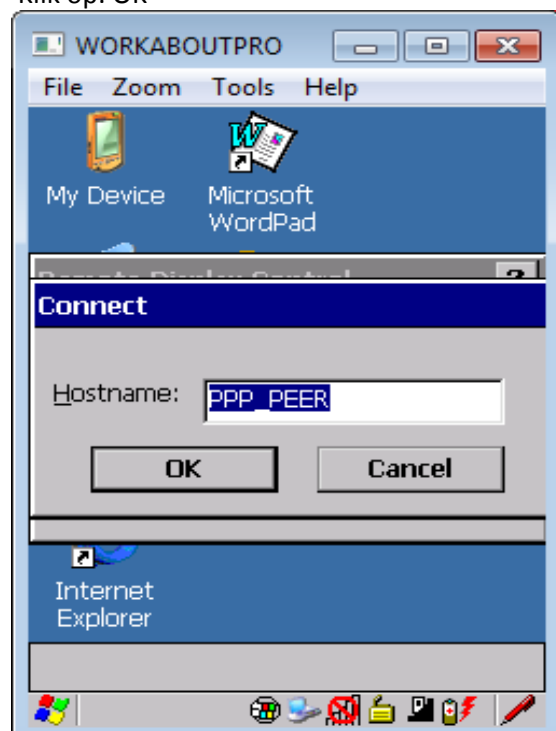 Klik op: OK
WORKABOUTPRO
File Zoom Tools Help
My Device
Microsoft
WordPad
Remote Display Control ?
Connect
Hostname: PPP_PEER
OK Cancel
Internet
Explorer